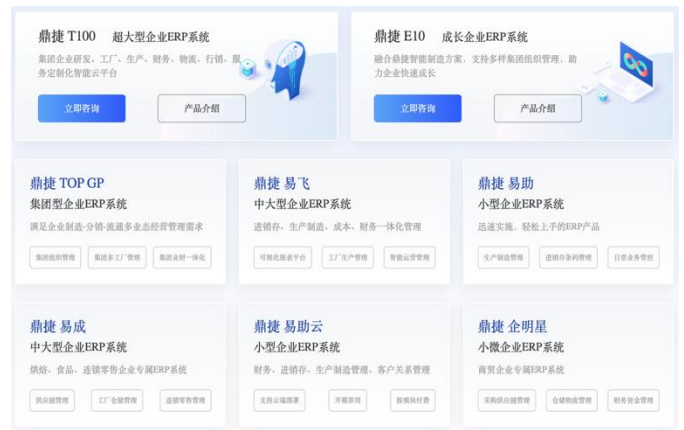 鼎捷 T100 超大型企业ERP系统
集团企业研发、工厂、生产、财务、物流、行销、服
务定制化智能云平台
立即咨询 产品介绍
鼎捷 E10 成长企业ERP系统
融合鼎捷智能制造方案，支持多样集团组织管理，助
力企业快速成长
立即咨询 产品介绍
鼎捷 TOP GP
集团型企业ERP系统
满足企业制造-分销-流通多业态经营管理需求
集团组织管理 集团多工厂管理 集团业财一体化
鼎捷 易飞
中大型企业ERP系统
进销存、生产制造、成本、财务一体化管理
可视化报表平台 工厂生产管理 智能运营管理
鼎捷 易助
小型企业ERP系统
迅速实施、轻松上手的ERP产品
生产制造管理 进销存条码管理 日常业务管控
鼎捷 易成
中大型企业ERP系统
烘焙、食品、连锁零售企业专属ERP系统
供应链管理 工厂仓储管理 连锁零售管理
鼎捷 易助云
小型企业ERP系统
财务、进销存、生产制造管理、客户关系管理
支持云端部署 开箱即用 按模块付费
鼎捷 企明星
小微企业ERP系统
商贸企业专属ERP系统
采购供应链管理 仓储物流管理 财务资金管理